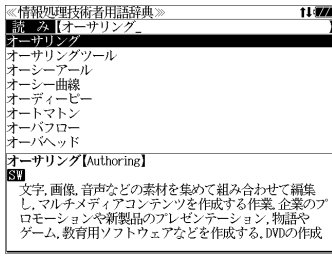 ≪情報処理技術者用語辞典≫
読み【オーサリング_】
オーサリング
オーサリングツール
オーシーアール
オーシー曲線
オーディーピー
オートマトン
オーバフロー
オーバヘッド
オーサリング【Authoring】
SW
文字,画像,音声などの素材を集めて組み合わせて編集
し,マルチメディアコンテンツを作成する作業.企業のプ
ロモーションや新製品のプレゼンテーション,物語や
ゲーム,教育用ソフトウェアなどを作成する.DVDの作成